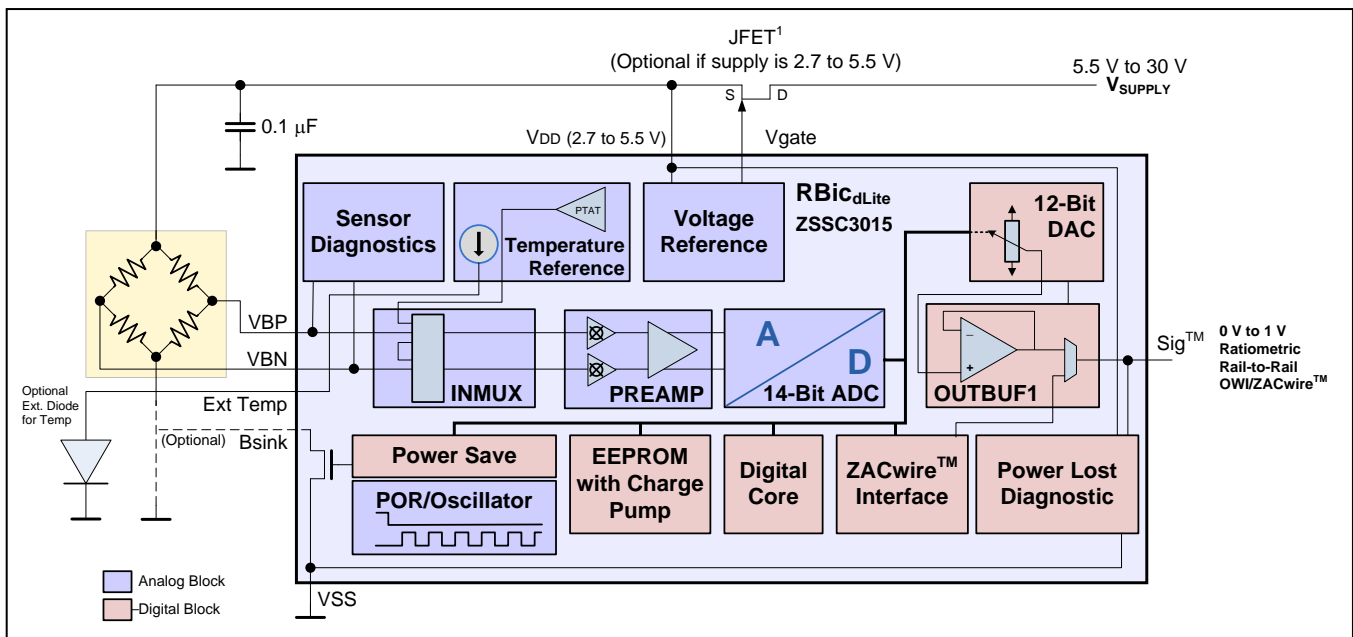 JFET1
(Optional if supply is 2.7 to 5.5 V)
5.5 V to 30 V
VSUPPLY
S
D
0.1 µF
VDD (2.7 to 5.5 V)
Vgate
Sensor
Diagnostics
PTAT
Temperature
Reference
Voltage
Reference
RBicdLite
ZSSC3015
12-Bit
DAC
VBP
VBN
INMUX
PREAMP
A
D
14-Bit ADC
−
+
OUTBUF1
Sig™
0 V to 1 V
Ratiometric
Rail-to-Rail
OWI/ZACwire™
Optional
Ext. Diode
for Temp
Ext Temp
(Optional)
Bsink
Power Save
POR/Oscillator
EEPROM
with Charge
Pump
Digital
Core
ZACwire™
Interface
Power Lost
Diagnostic
Analog Block
Digital Block
VSS